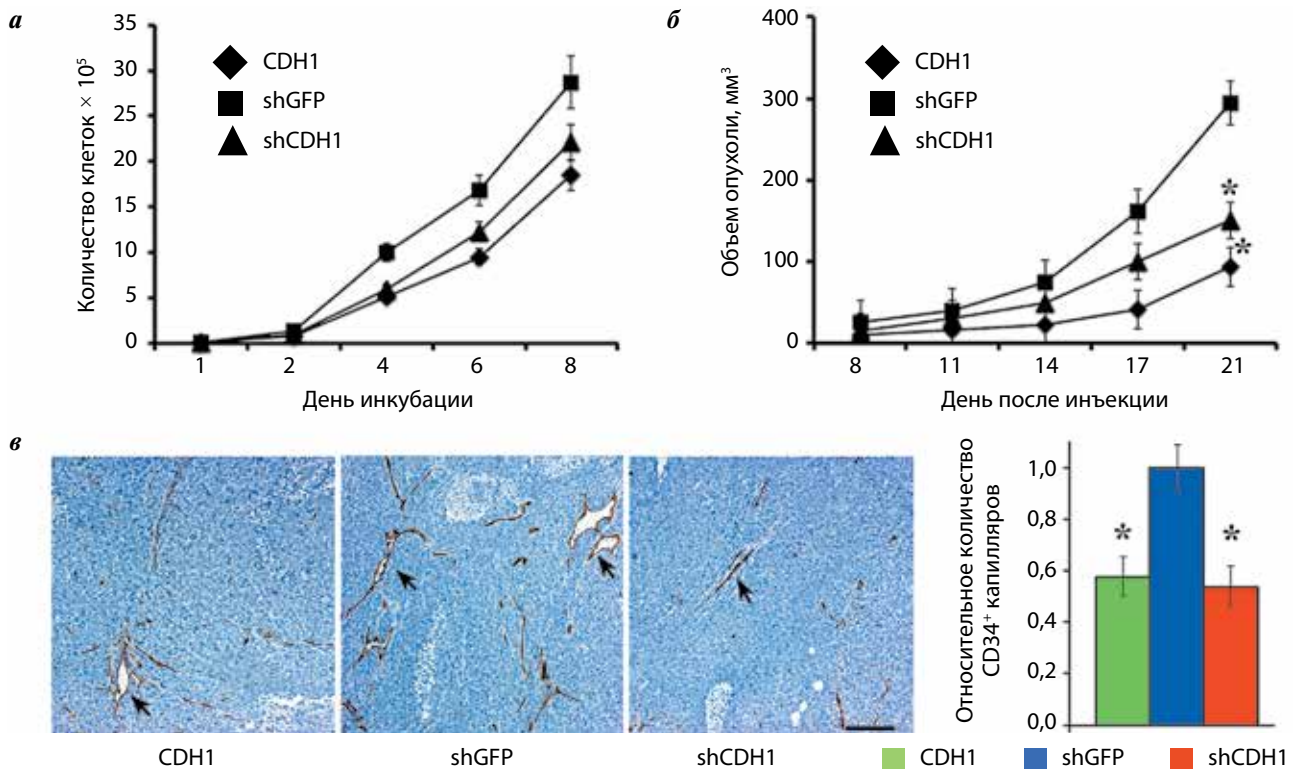 а
35
30
25
20
15
10
5
0
Количество клеток × 10⁵
CDH1
shGFP
shCDH1
1 2 4 6 8
День инкубации
б
400
300
200
100
0
Объем опухоли, мм³
CDH1
shGFP
shCDH1
*
*
8 11 14 17 21
День после инъекции
в
CDH1 shGFP shCDH1
Относительное количество
CD34⁺ капилляров
1,0
0,8
0,6
0,4
0,2
0,0
* *
CDH1 shGFP shCDH1